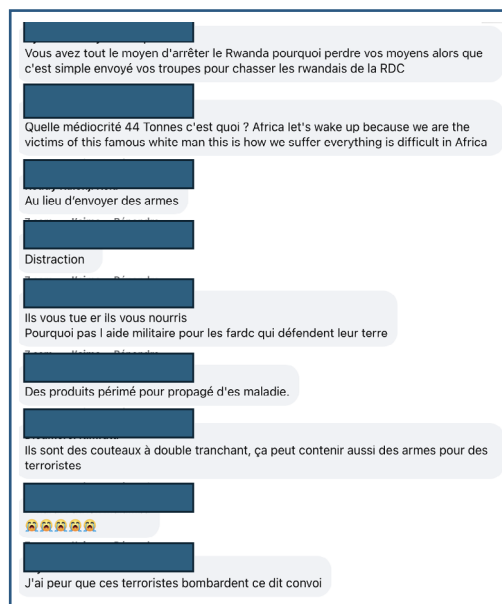 Vous avez tout le moyen d'arrêter le Rwanda pourquoi perdre vos moyens alors que
c'est simple envoyé vos troupes pour chasser les rwandais de la RDC
Quelle médiocrité 44 Tonnes c'est quoi ? Africa let's wake up because we are the
victims of this famous white man this is how we suffer everything is difficult in Africa
Au lieu d'envoyer des armes
Distraction
Ils vous tue er ils vous nourris
Pourquoi pas l aide militaire pour les fardc qui défendent leur terre
Des produits périmé pour propagé d'es maladie.
Ils sont des couteaux à double tranchant, ça peut contenir aussi des armes pour des
terroristes
😭😭😭😭😭
J'ai peur que ces terroristes bombardent ce dit convoi